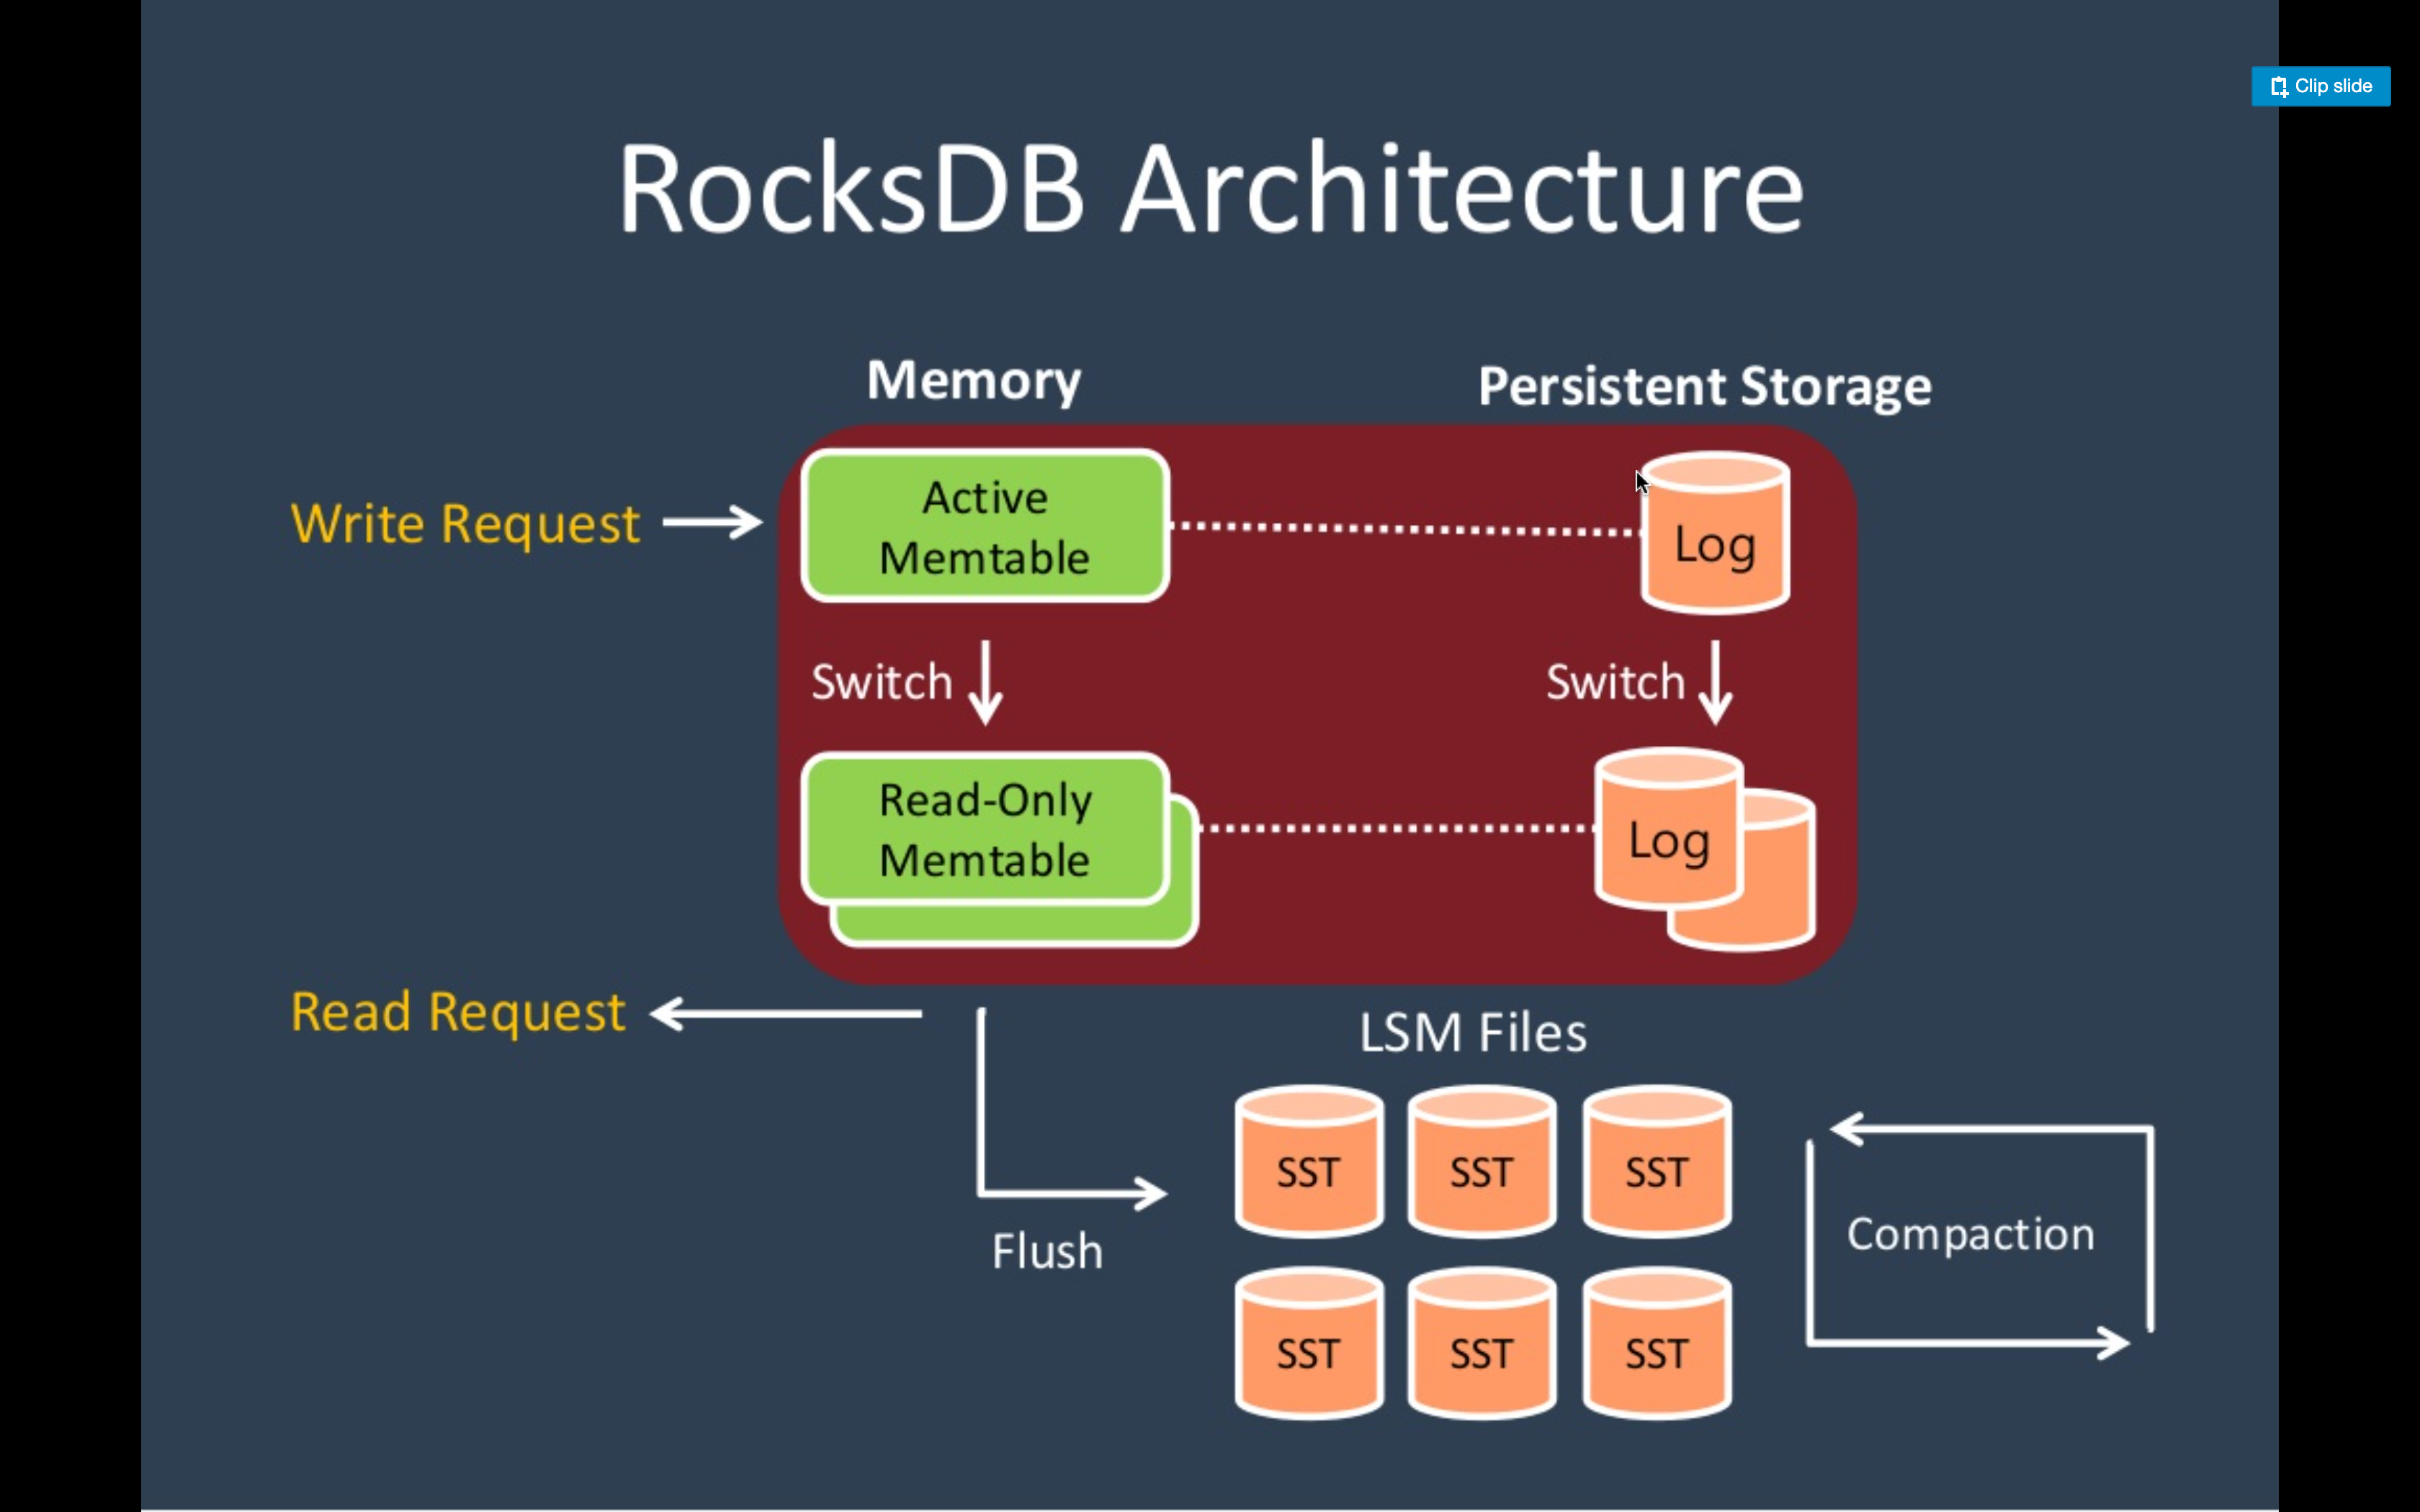 Clip slide
RocksDB Architecture
Memory
Persistent Storage
Write Request
Active
Memtable
Log
Switch
Switch
Read-Only
Memtable
Log
Read Request
LSM Files
SST
SST
SST
Flush
Compaction
SST
SST
SST